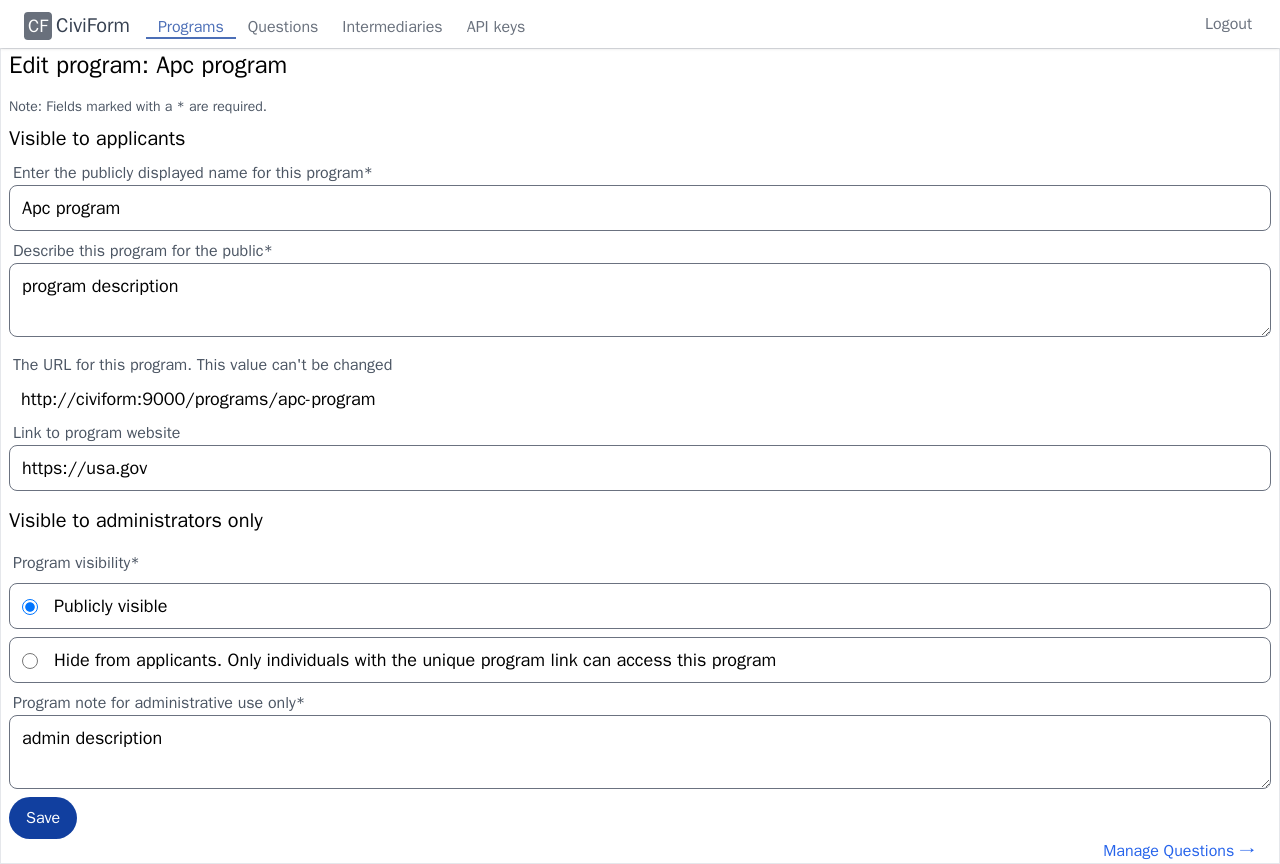 CF CiviForm Programs Questions Intermediaries API keys Logout
Edit program: Apc program
Note: Fields marked with a * are required.
Visible to applicants
Enter the publicly displayed name for this program*
Apc program
Describe this program for the public*
program description
The URL for this program. This value can't be changed
http://civiform:9000/programs/apc-program
Link to program website
https://usa.gov
Visible to administrators only
Program visibility*
Publicly visible
Hide from applicants. Only individuals with the unique program link can access this program
Program note for administrative use only*
admin description
Save
Manage Questions →